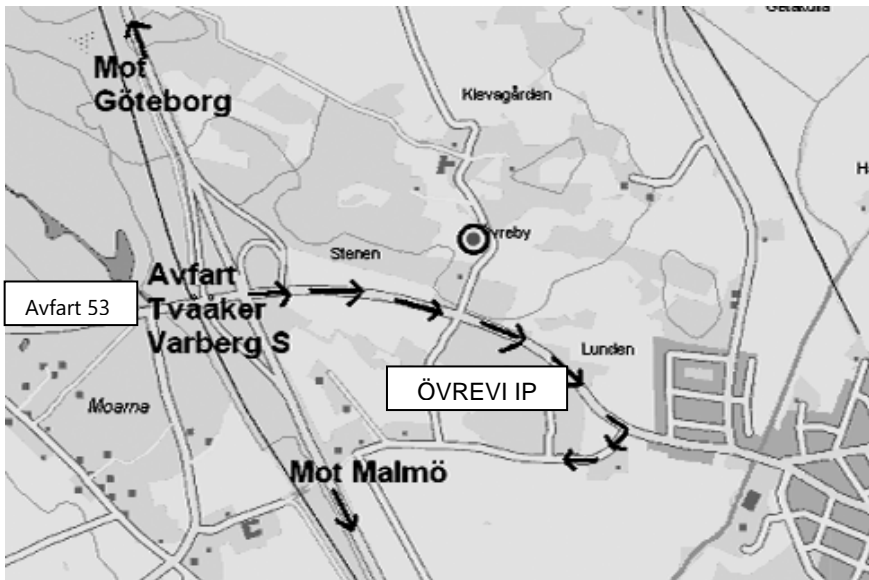 Mot
Göteborg
Klevagården
Stenen
Avfart
Tvååker
Varberg S
Avfart 53
Lunden
ÖVREVI IP
Moarna
Mot Malmö